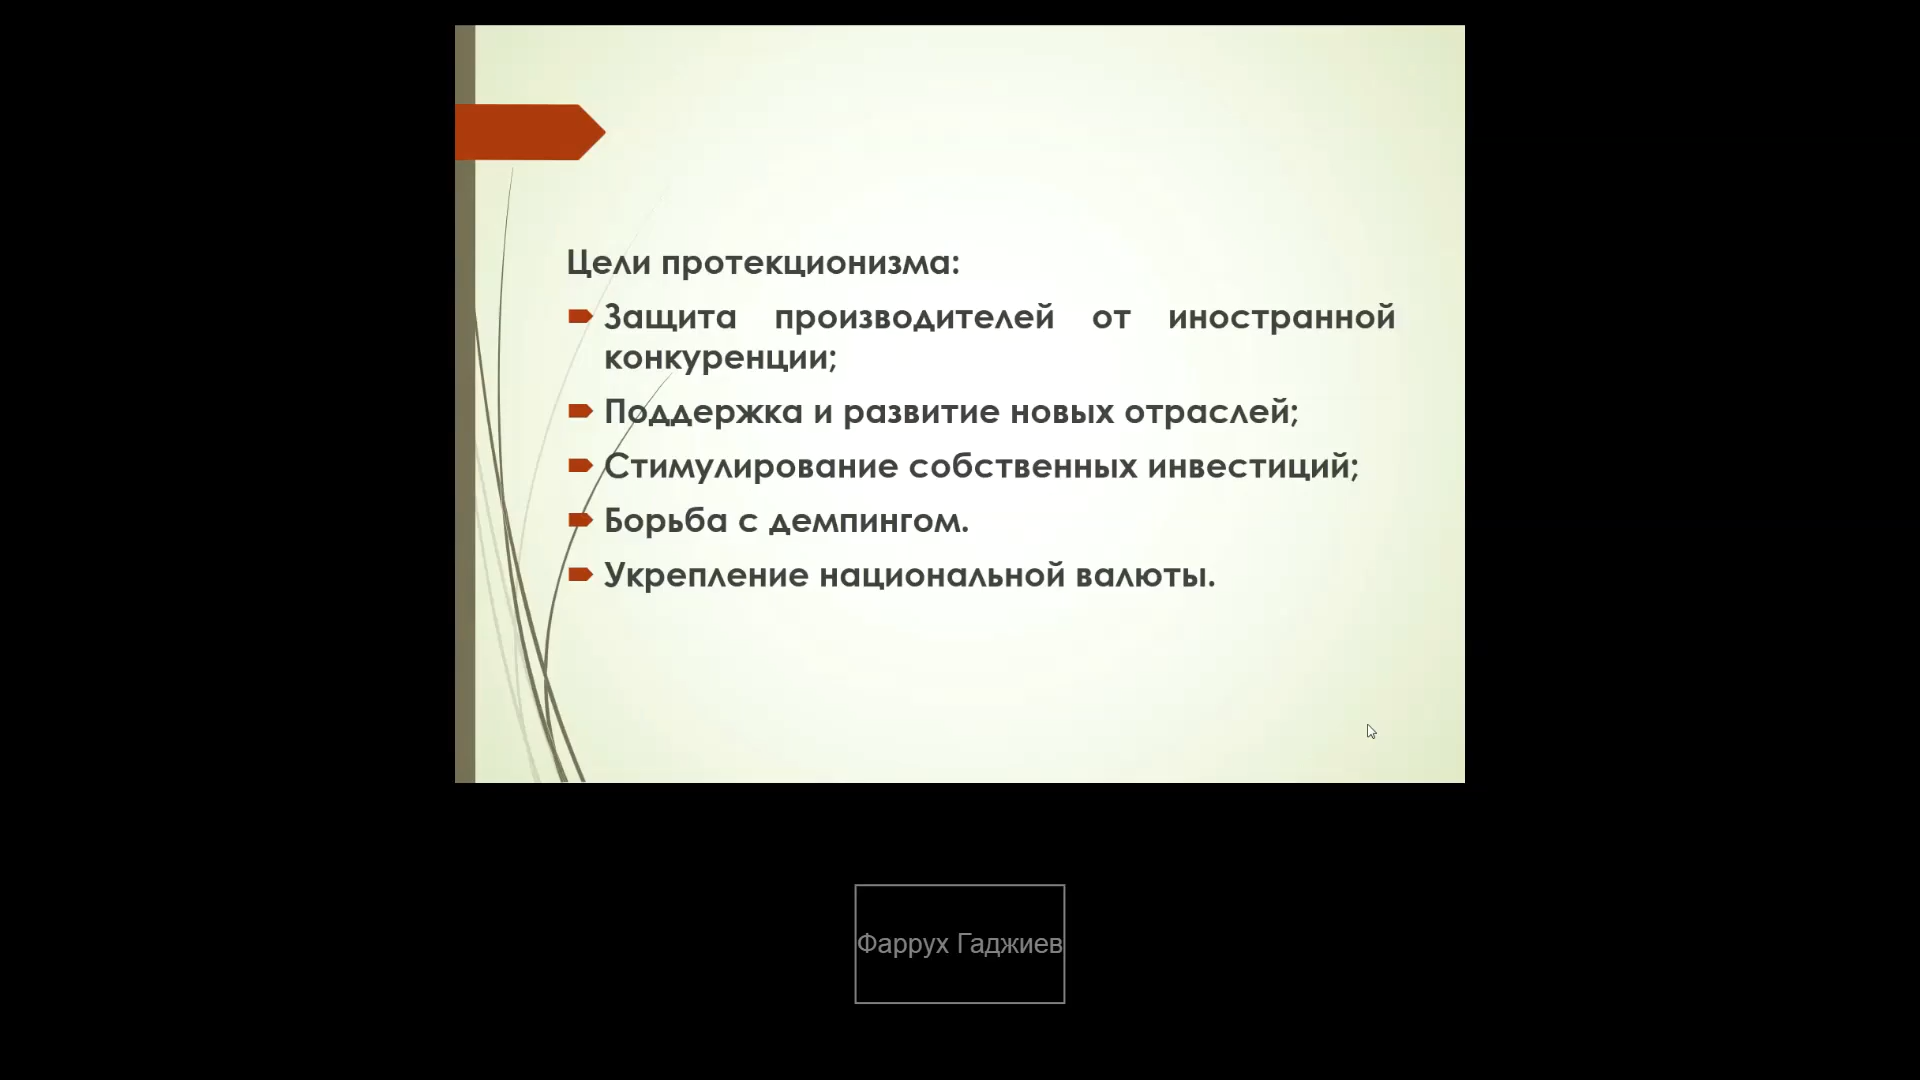 Цели протекционизма:
Защита производителей от иностранной
конкуренции;
Поддержка и развитие новых отраслей;
Стимулирование собственных инвестиций;
Борьба с демпингом.
Укрепление национальной валюты.
Фаррух Гаджиев